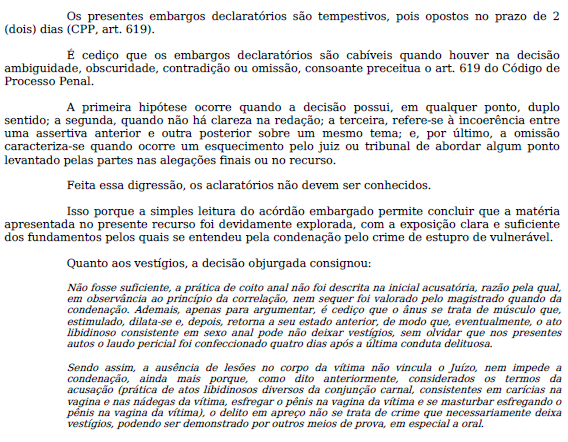 Os presentes embargos declaratórios são tempestivos, pois opostos no prazo de 2
(dois) dias (CPP, art. 619).
É cediço que os embargos declaratórios são cabíveis quando houver na decisão
ambiguidade, obscuridade, contradição ou omissão, consoante preceitua o art. 619 do Código de
Processo Penal.
A primeira hipótese ocorre quando a decisão possui, em qualquer ponto, duplo
sentido; a segunda, quando não há clareza na redação; a terceira, refere-se à incoerência entre
uma assertiva anterior e outra posterior sobre um mesmo tema; e, por último, a omissão
caracteriza-se quando ocorre um esquecimento pelo juiz ou tribunal de abordar algum ponto
levantado pelas partes nas alegações finais ou no recurso.
Feita essa digressão, os aclaratórios não devem ser conhecidos.
Isso porque a simples leitura do acórdão embargado permite concluir que a matéria
apresentada no presente recurso foi devidamente explorada, com a exposição clara e suficiente
dos fundamentos pelos quais se entendeu pela condenação pelo crime de estupro de vulnerável.
Quanto aos vestígios, a decisão objurgada consignou:
Não fosse suficiente, a prática de coito anal não foi descrita na inicial acusatória, razão pela qual,
em observância ao princípio da correlação, nem sequer foi valorado pelo magistrado quando da
condenação. Ademais, apenas para argumentar, é cediço que o ânus se trata de músculo que,
estimulado, dilata-se e, depois, retorna a seu estado anterior, de modo que, eventualmente, o ato
libidinoso consistente em sexo anal pode não deixar vestígios, sem olvidar que nos presentes
autos o laudo pericial foi confeccionado quatro dias após a última conduta delituosa.
Sendo assim, a ausência de lesões no corpo da vítima não vincula o Juízo, nem impede a
condenação, ainda mais porque, como dito anteriormente, considerados os termos da
acusação (prática de atos libidinosos diversos da conjunção carnal, consistentes em carícias na
vagina e nas nádegas da vítima, esfregar o pênis na vagina da vítima e se masturbar esfregando o
pênis na vagina da vítima), o delito em apreço não se trata de crime que necessariamente deixa
vestígios, podendo ser demonstrado por outros meios de prova, em especial a oral.